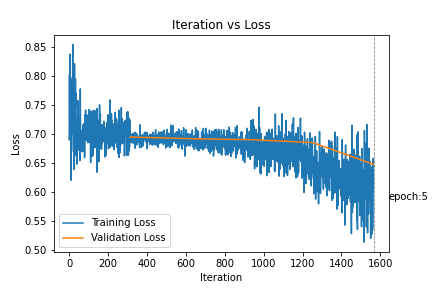 Iteration vs Loss
0.85
0.80
0.75
0.70
0.65
0.60
0.55
0.50
Loss
epoch:5
Training Loss
Validation Loss
0 200 400 600 800 1000 1200 1400 1600
Iteration